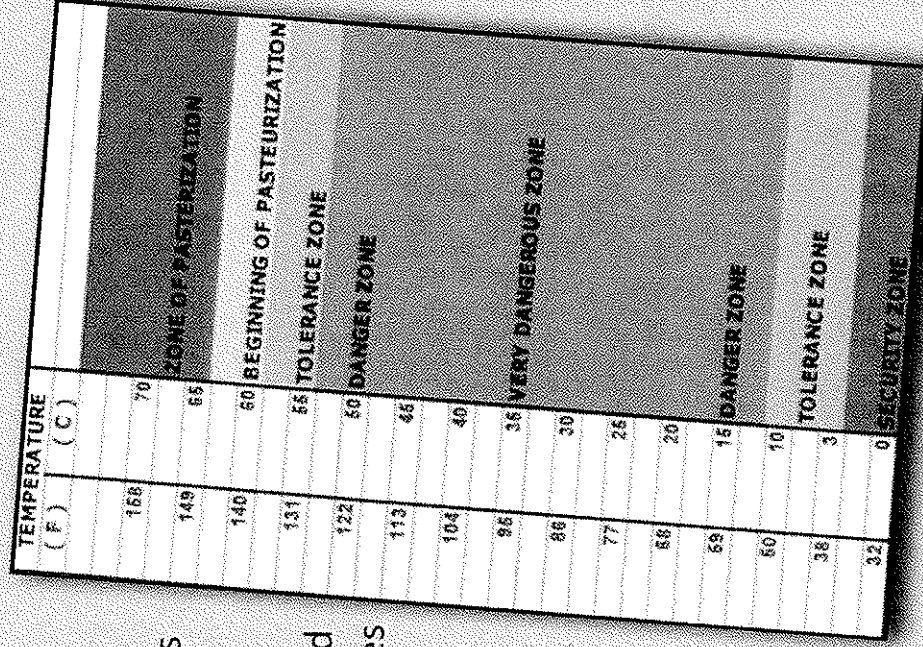 TEMPERATURE
(F) (C)
158 70
149 65 ZONE OF PASTERIZATION
140 60 BEGINNING OF PASTEURIZATION
131 55 TOLERANCE ZONE
122 50 DANGER ZONE
113 45
104 40
95 35 VERY DANGEROUS ZONE
86 30
77 25
68 20
59 15 DANGER ZONE
50 10
38 3 TOLERANCE ZONE
32 0 SECURITY ZONE